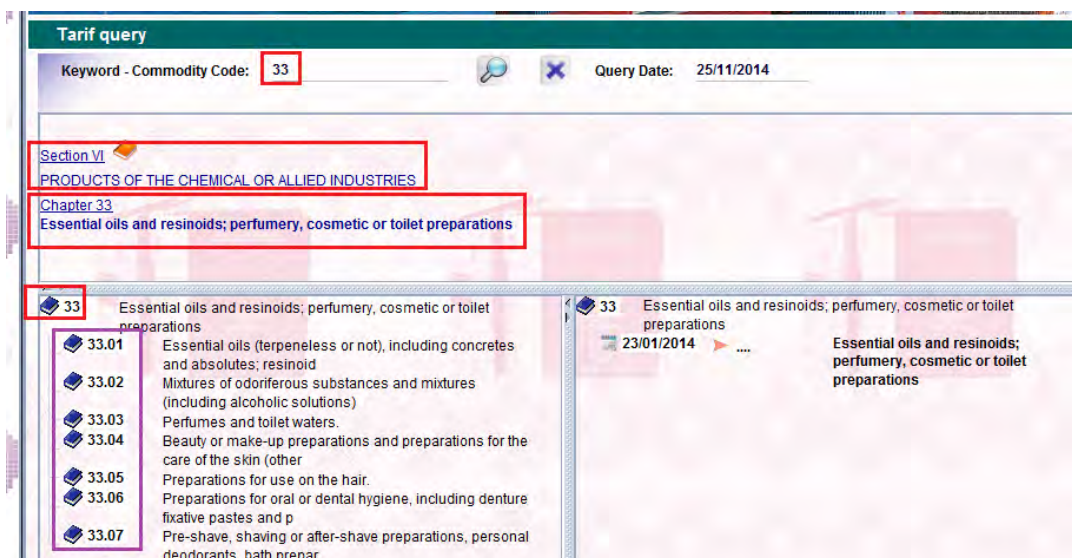 Tarif query
Keyword - Commodity Code: 33 Query Date: 25/11/2014
Section VI
PRODUCTS OF THE CHEMICAL OR ALLIED INDUSTRIES
Chapter 33
Essential oils and resinoids; perfumery, cosmetic or toilet preparations
33 Essential oils and resinoids; perfumery, cosmetic or toilet
preparations
33.01 Essential oils (terpeneless or not), including concretes
and absolutes; resinoid
33.02 Mixtures of odoriferous substances and mixtures
(including alcoholic solutions)
33.03 Perfumes and toilet waters.
33.04 Beauty or make-up preparations and preparations for the
care of the skin (other
33.05 Preparations for use on the hair.
33.06 Preparations for oral or dental hygiene, including denture
fixative pastes and p
33.07 Pre-shave, shaving or after-shave preparations, personal
deodorants, bath prepar
33 Essential oils and resinoids; perfumery, cosmetic or toilet
preparations
23/01/2014 .... Essential oils and resinoids;
perfumery, cosmetic or toilet
preparations